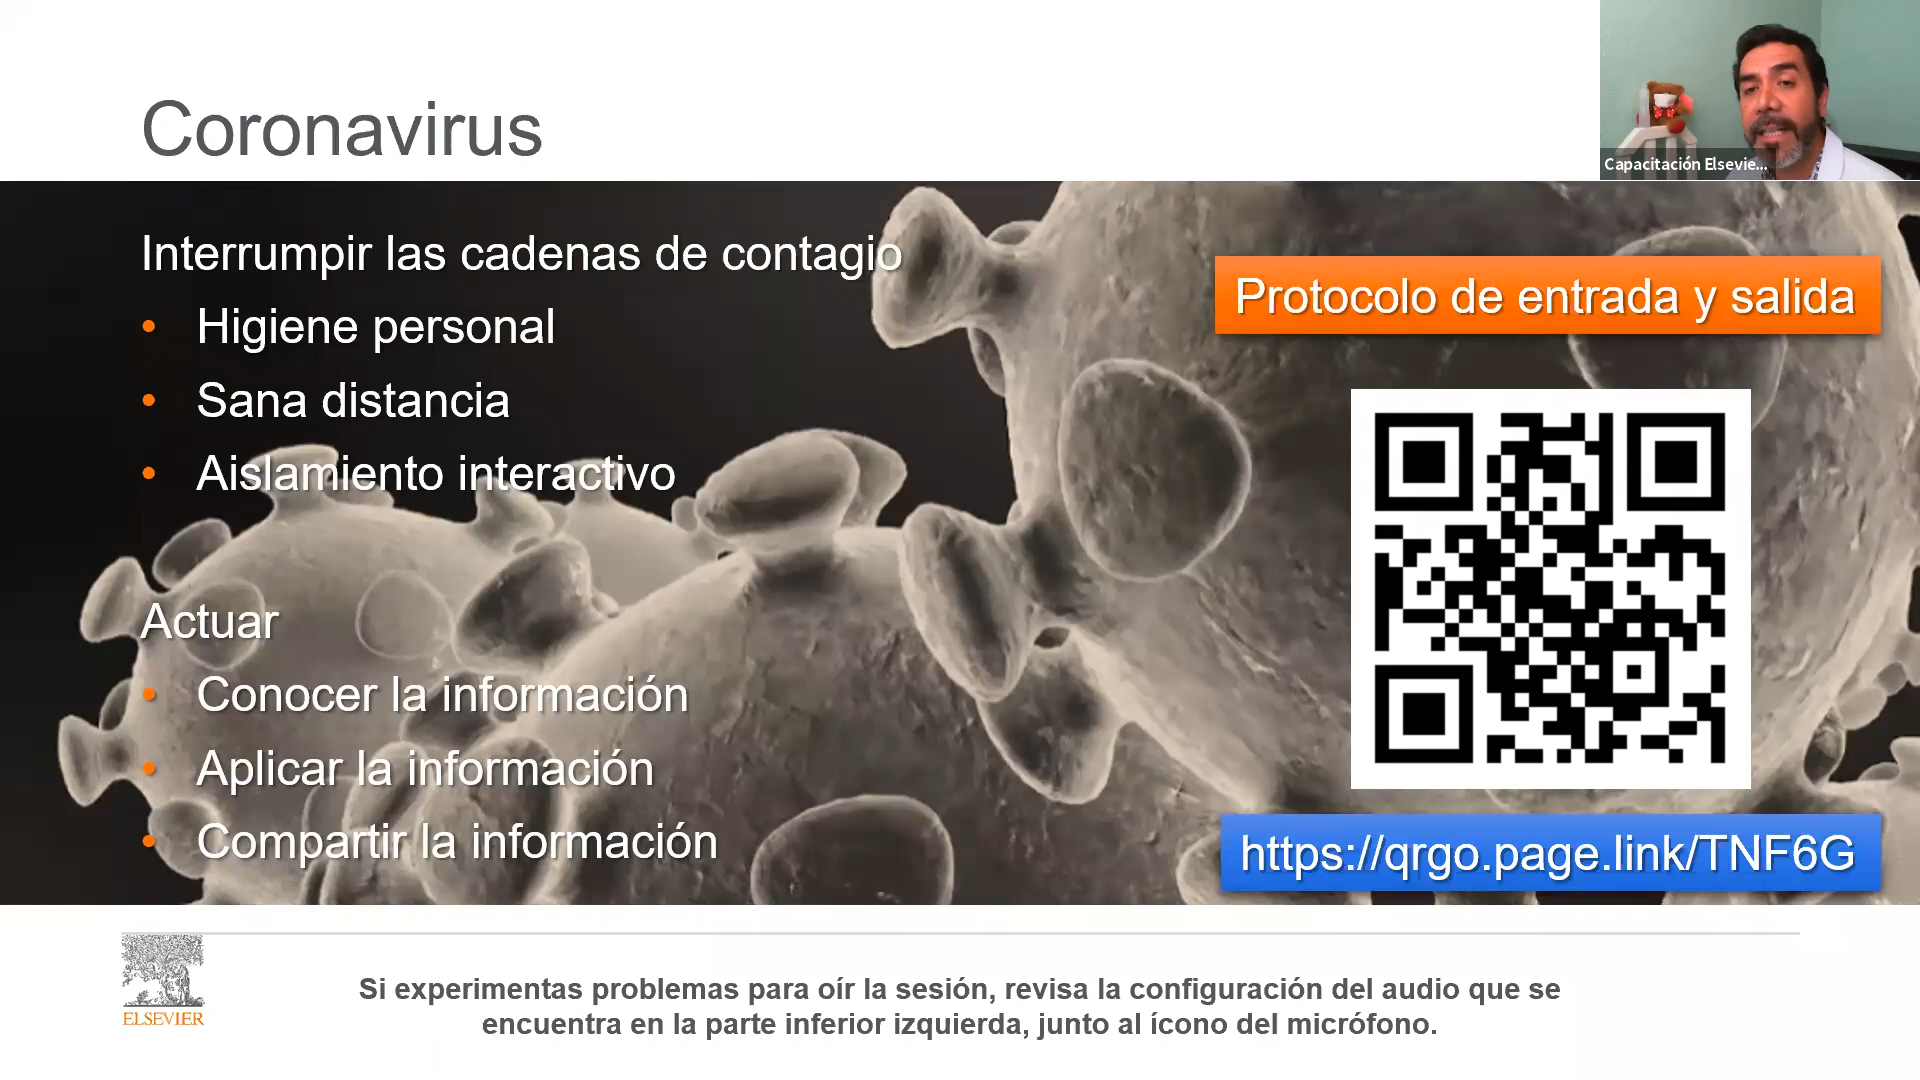 Coronavirus
Capacitación Elsevie...
Interrumpir las cadenas de contagio
• Higiene personal
• Sana distancia
• Aislamiento interactivo
Actuar
• Conocer la información
• Aplicar la información
• Compartir la información
Protocolo de entrada y salida
https://qrgo.page.link/TNF6G
ELSEVIER
Si experimentas problemas para oír la sesión, revisa la configuración del audio que se
encuentra en la parte inferior izquierda, junto al ícono del micrófono.